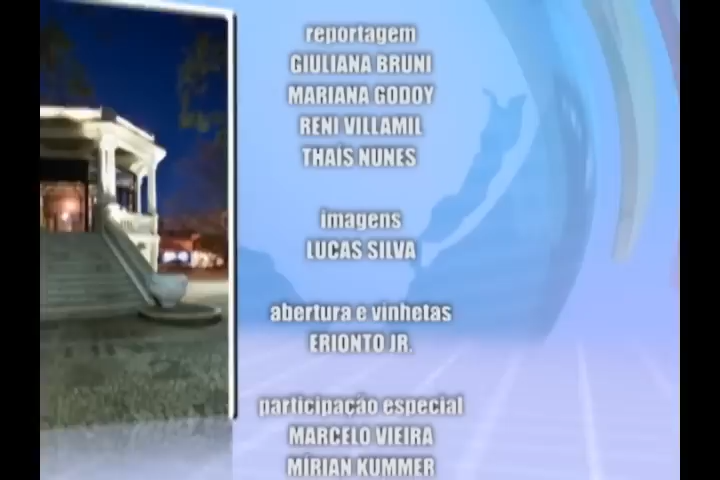 reportagem
GIULIANA BRUNI
MARIANA GODOY
RENI VILLAMIL
THAÍS NUNES
imagens
LUCAS SILVA
abertura e vinhetas
ERIONTO JR.
participação especial
MARCELO VIEIRA
MÍRIAN KUMMER